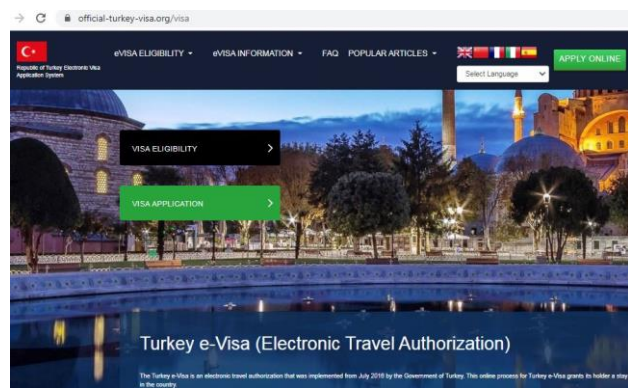 official-turkey-visa.org/visa
eVISA ELIGIBILITY
eVISA INFORMATION
FAQ
POPULAR ARTICLES
APPLY ONLINE
Republic of Turkey Electronic Visa
Application System
Select Language
VISA ELIGIBILITY
VISA APPLICATION
Turkey e-Visa (Electronic Travel Authorization)
The Turkey e-Visa is an electronic travel authorization that was implemented from July 2016 by the Government of Turkey. This online process for Turkey e-Visa grants its holder a stay
in the country.